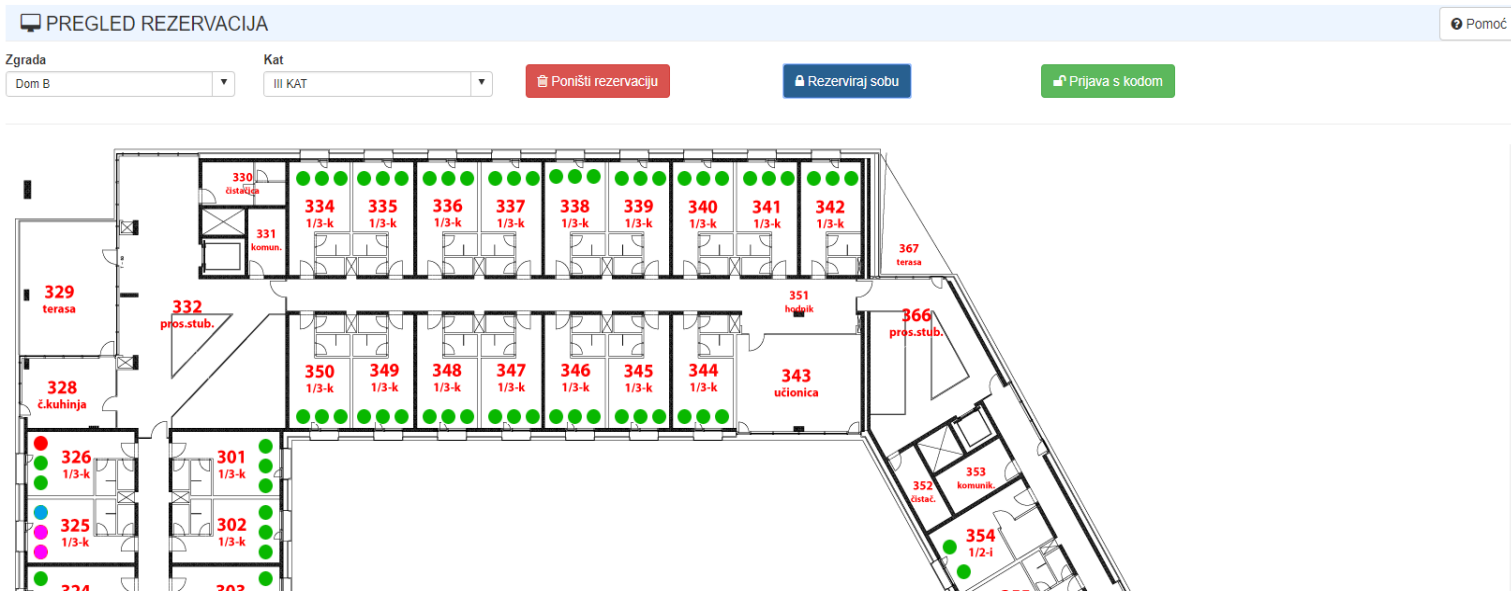 PREGLED REZERVACIJA
Pomoć
Zgrada
Kat
Dom B
III KAT
Poništi rezervaciju
Rezerviraj sobu
Prijava s kodom
330
čistačica
334
1/3-k
335
1/3-k
336
1/3-k
337
1/3-k
338
1/3-k
339
1/3-k
340
1/3-k
341
1/3-k
342
1/3-k
331
komun.
367
terasa
329
terasa
332
pros.stub.
351
hodnik
366
pros.stub.
328
č.kuhinja
350
1/3-k
349
1/3-k
348
1/3-k
347
1/3-k
346
1/3-k
345
1/3-k
344
1/3-k
343
učionica
326
1/3-k
301
1/3-k
352
čistač.
353
komunik.
325
1/3-k
302
1/3-k
354
1/2-i
324
303